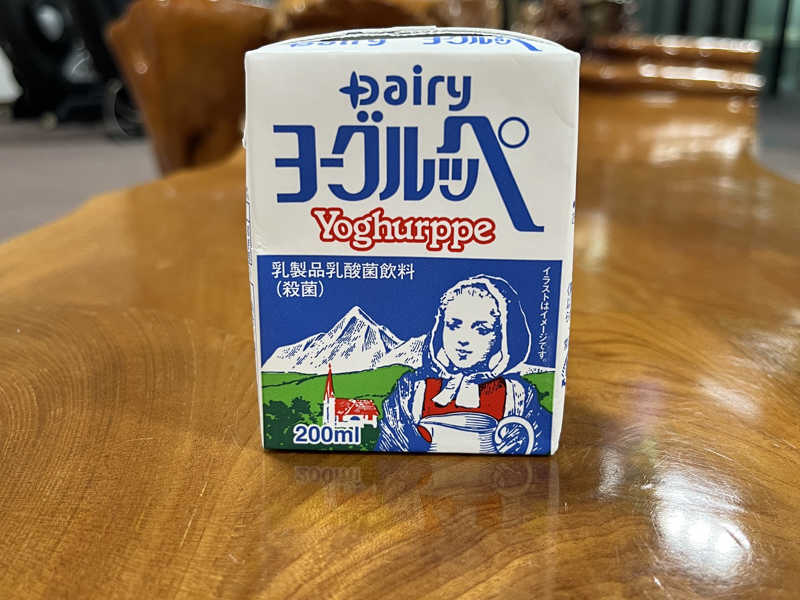 Dairy
ヨーグルッペ
Yoghurppe
乳製品乳酸菌飲料
（殺菌）
イラストはイメージです。
200ml